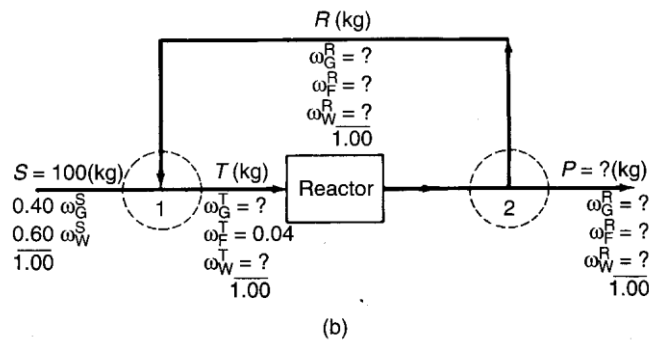 R (kg)
ω_G^R = ?
ω_F^R = ?
ω_W^R = ?
1.00
S = 100(kg)
0.40 ω_G^S
0.60 ω_W^S
1.00
1
T (kg)
ω_G^T = ?
ω_F^T = 0.04
ω_W^T = ?
1.00
Reactor
2
P = ?(kg)
ω_G^R = ?
ω_F^R = ?
ω_W^R = ?
1.00
(b)